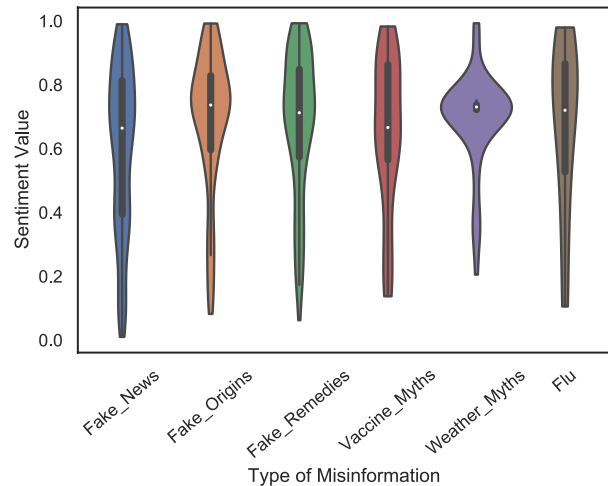 1.0
0.8
0.6
0.4
0.2
0.0
Sentiment Value
Fake_News
Fake_Origins
Fake_Remedies
Vaccine_Myths
Weather_Myths
Flu
Type of Misinformation